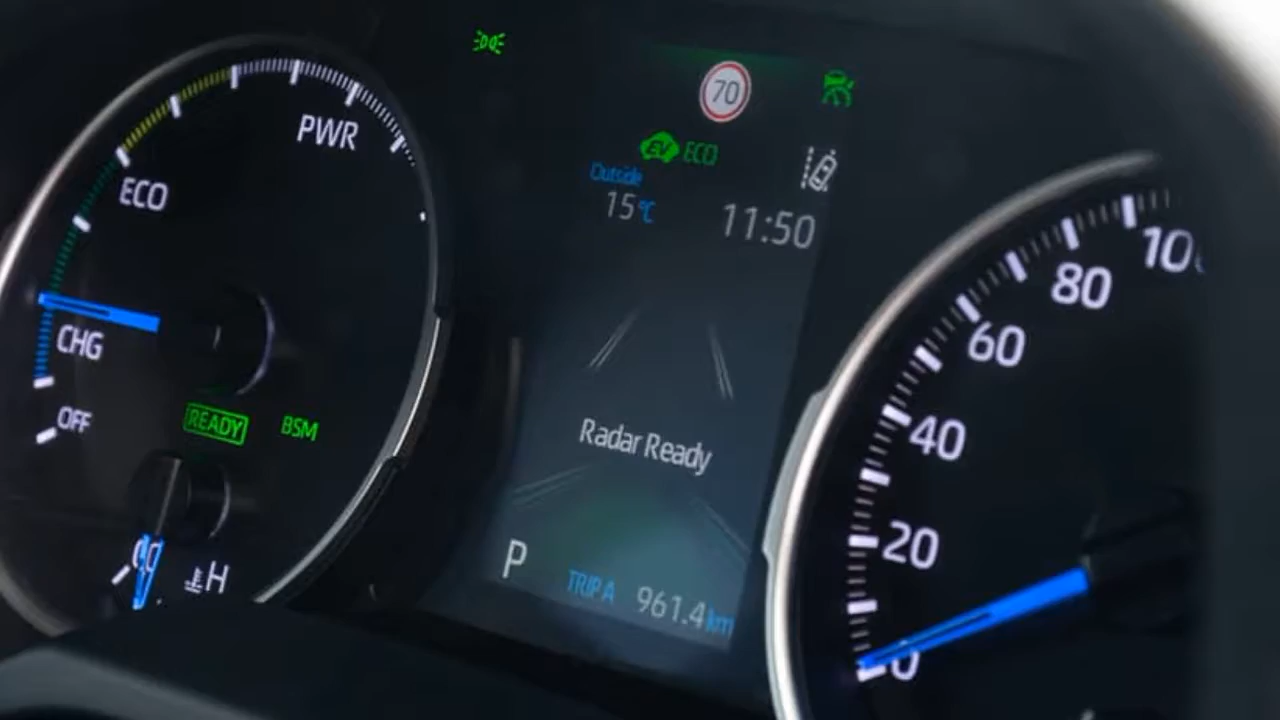 PWR
ECO
CHG
OFF
READY
BSM
H
70
EV ECO
Outside
15°C
11:50
Radar Ready
P
TRIP A 961.4 km
100
80
60
40
20
0